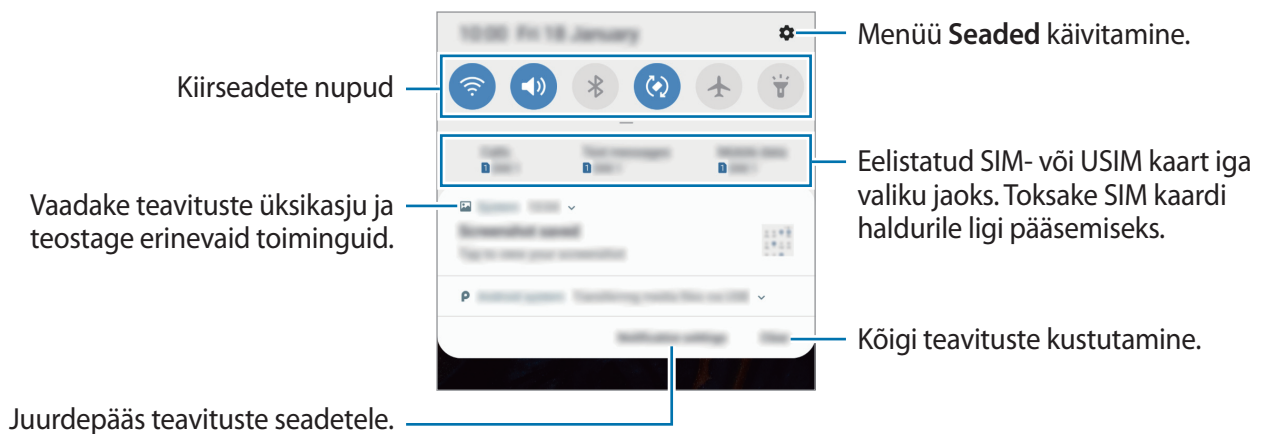 Menüü Seaded käivitamine.
Kiirseadete nupud
Eelistatud SIM- või USIM kaart iga
valiku jaoks. Toksake SIM kaardi
haldurile ligi pääsemiseks.
Vaadake teavituste üksikasju ja
teostage erinevaid toiminguid.
Kõigi teavituste kustutamine.
Juurdepääs teavituste seadetele.